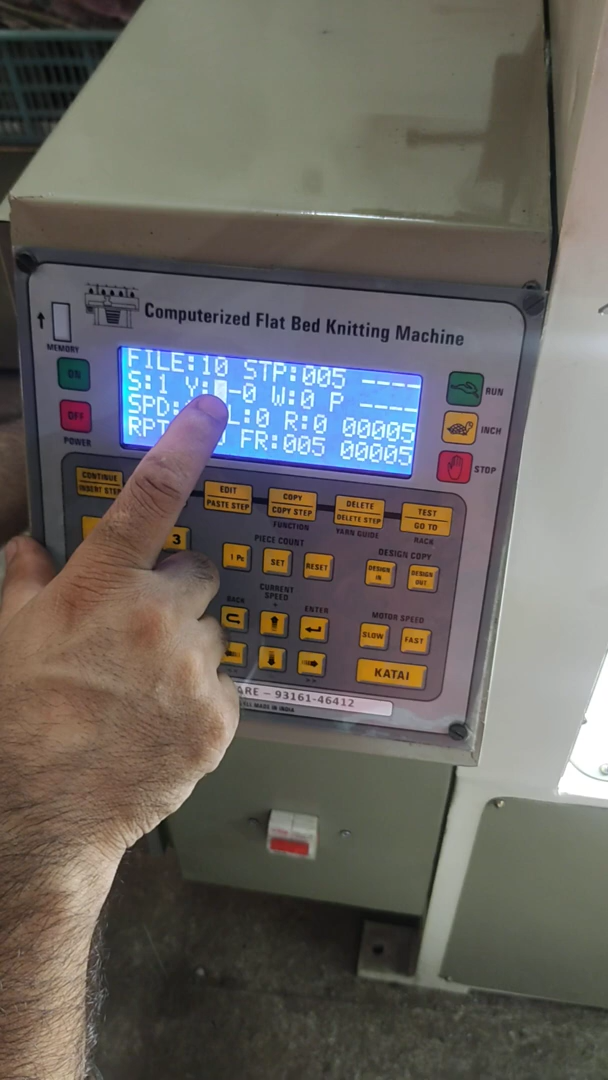 Computerized Flat Bed Knitting Machine
MEMORY
ON
OFF
POWER
FILE:10 STP:005 ----
S:1 Y: -0 W:0 P ----
SPD: L:0 R:0 00005
RPT: FR:005 00005
RUN
INCH
STOP
CONTINUE
INSERT STEP
EDIT
PASTE STEP
COPY
COPY STEP
DELETE
DELETE STEP
TEST
GO TO
FUNCTION
YARN GUIDE
RACK
3
PIECE COUNT
1 Pc
SET
RESET
DESIGN COPY
DESIGN IN
DESIGN OUT
BACK
CURRENT SPEED
ENTER
MOTOR SPEED
SLOW
FAST
KATAI
ARE – 93161-46412
MADE IN INDIA